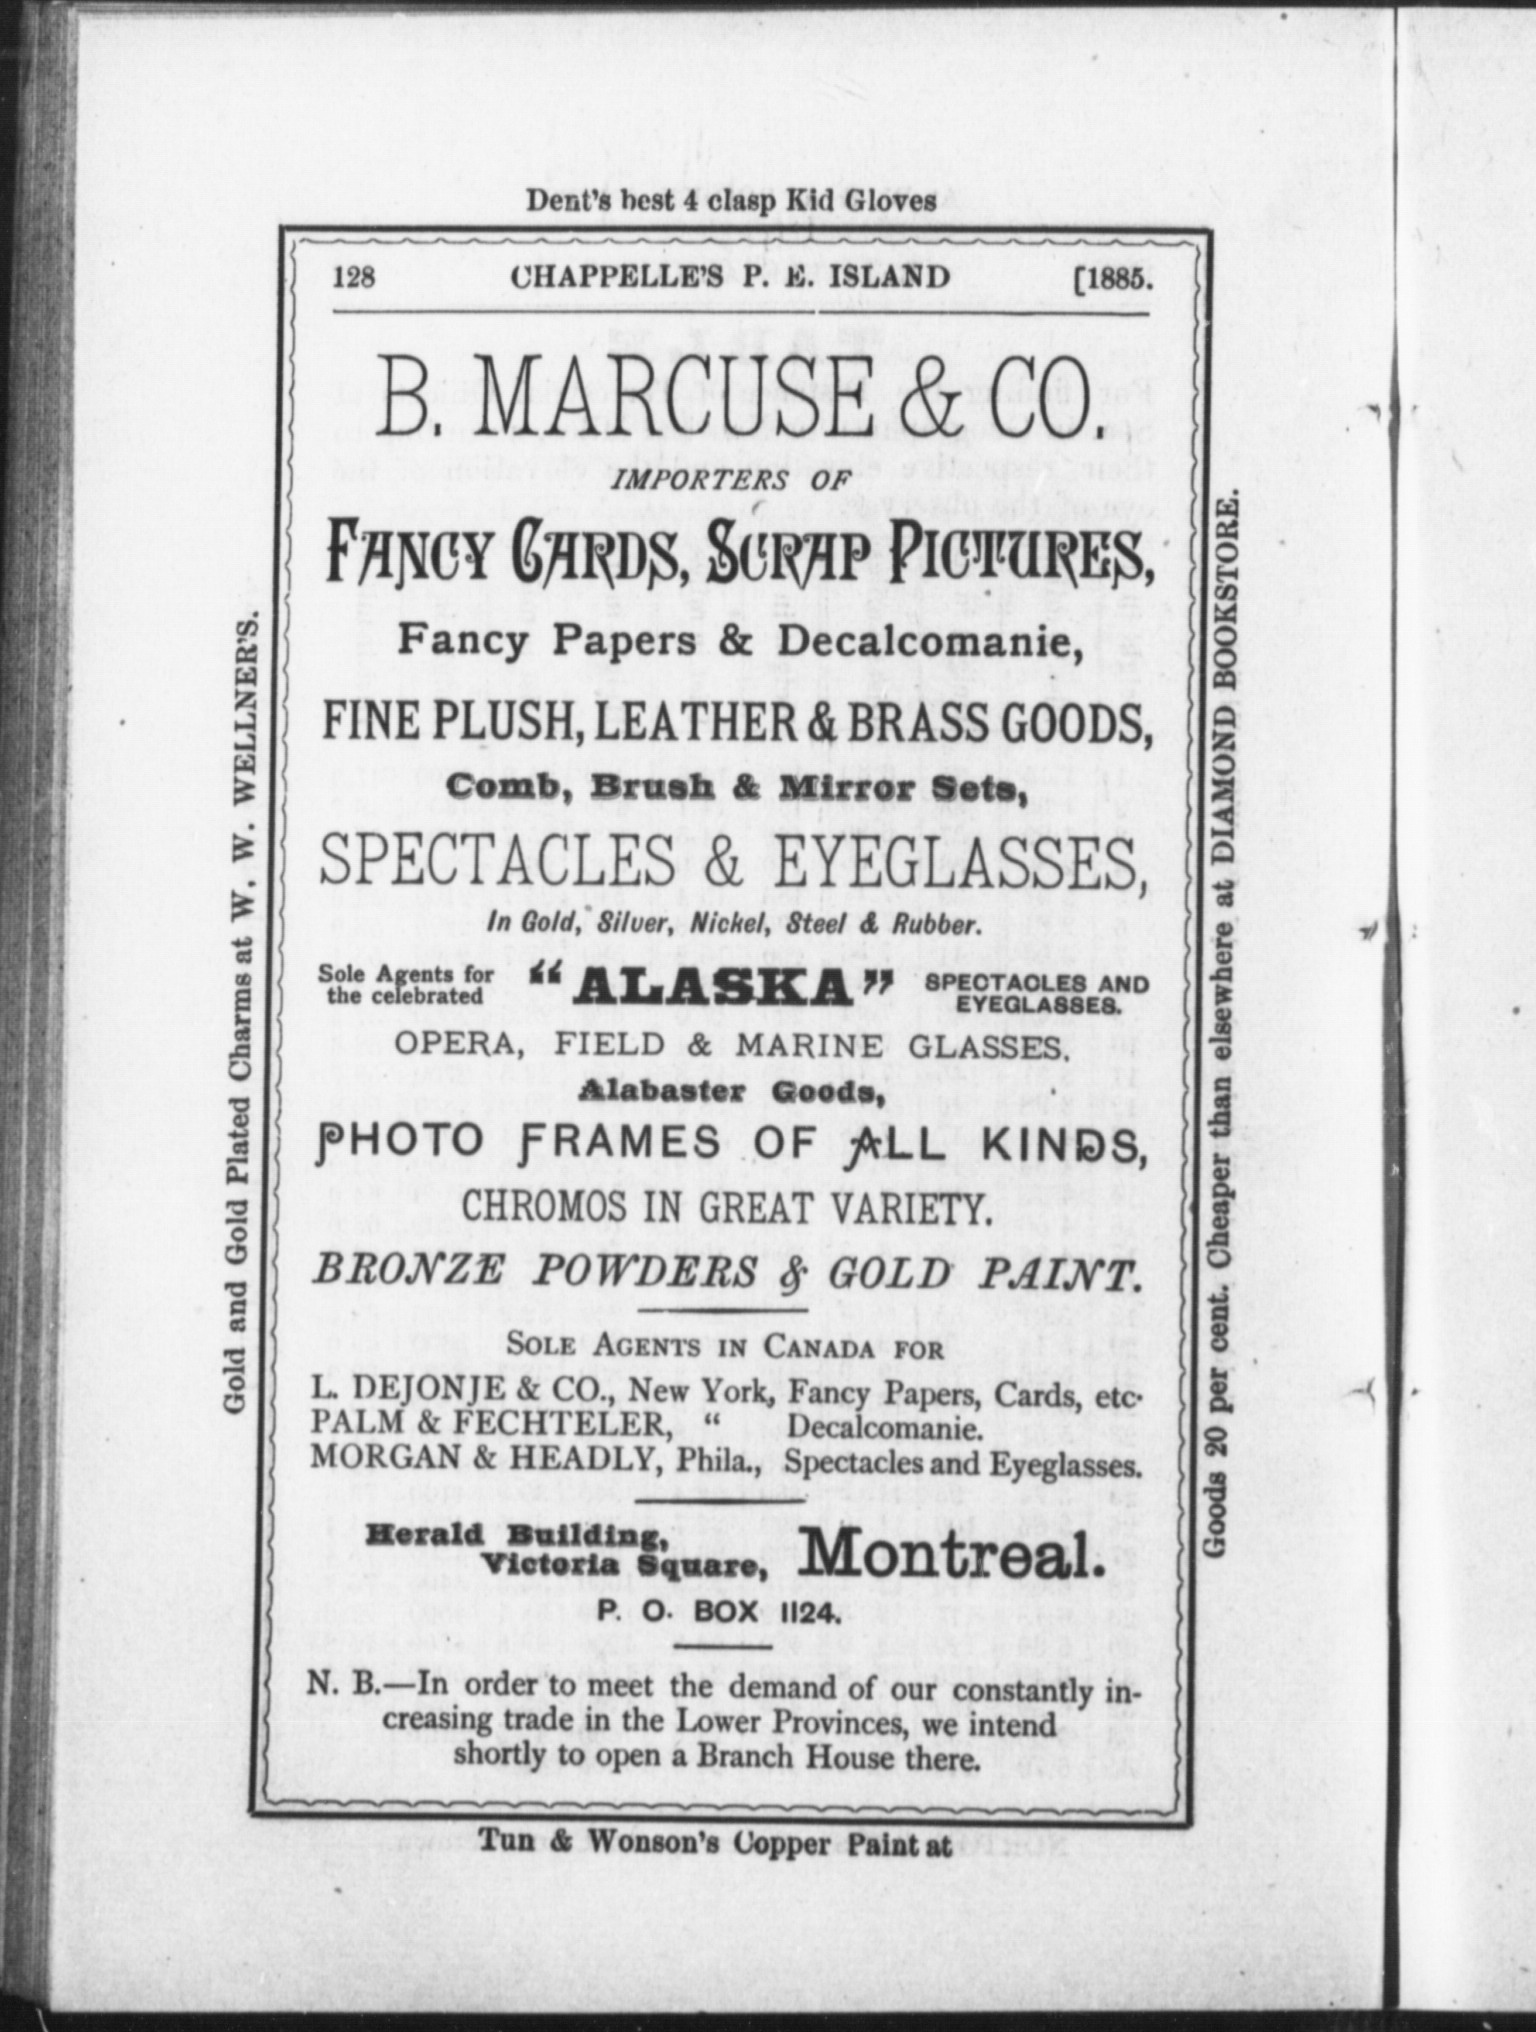 Dent's best 4 clasp Kid Gloves
128 CHAPPELLE'S P. E. ISLAND [1885.
B. MARCUSE & CO.
IMPORTERS OF
FANCY CARDS, SCRAP PICTURES,
Fancy Papers & Decalcomanie,
FINE PLUSH, LEATHER & BRASS GOODS,
Comb, Brush & Mirror Sets,
SPECTACLES & EYEGLASSES,
In Gold, Silver, Nickel, Steel & Rubber.
Sole Agents for the celebrated "ALASKA" SPECTACLES AND EYEGLASSES.
OPERA, FIELD & MARINE GLASSES.
Alabaster Goods,
PHOTO FRAMES OF ALL KINDS,
CHROMOS IN GREAT VARIETY.
BRONZE POWDERS & GOLD PAINT.
SOLE AGENTS IN CANADA FOR
L. DEJONJE & CO., New York, Fancy Papers, Cards, etc.
PALM & FECHTELER, " Decalcomanie.
MORGAN & HEADLY, Phila., Spectacles and Eyeglasses.
Herald Building,
Victoria Square, Montreal.
P. O. BOX 1124.
N. B.—In order to meet the demand of our constantly in-
creasing trade in the Lower Provinces, we intend
shortly to open a Branch House there.
Tun & Wonson's Copper Paint at
Gold and Gold Plated Charms at W. W. WELLNER'S.
Goods 20 per cent. Cheaper than elsewhere at DIAMOND BOOKSTORE.